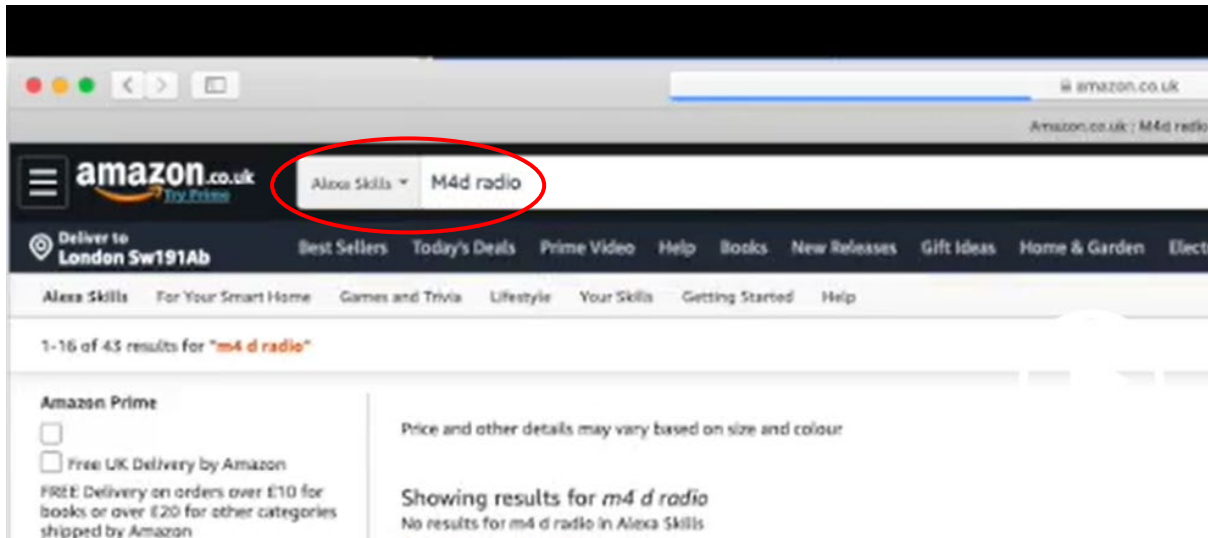 amazon.co.uk
Amazon.co.uk : M4d radio
amazon.co.uk
Try Prime
Alexa Skills
M4d radio
Deliver to
London Sw191Ab
Best Sellers Today's Deals Prime Video Help Books New Releases Gift Ideas Home & Garden Elect
Alexa Skills For Your Smart Home Games and Trivia Lifestyle Your Skills Getting Started Help
1-16 of 43 results for "m4 d radio"
Amazon Prime
Free UK Delivery by Amazon
FREE Delivery on orders over £10 for
books or over £20 for other categories
shipped by Amazon
Price and other details may vary based on size and colour
Showing results for m4 d radio
No results for m4 d radio in Alexa Skills